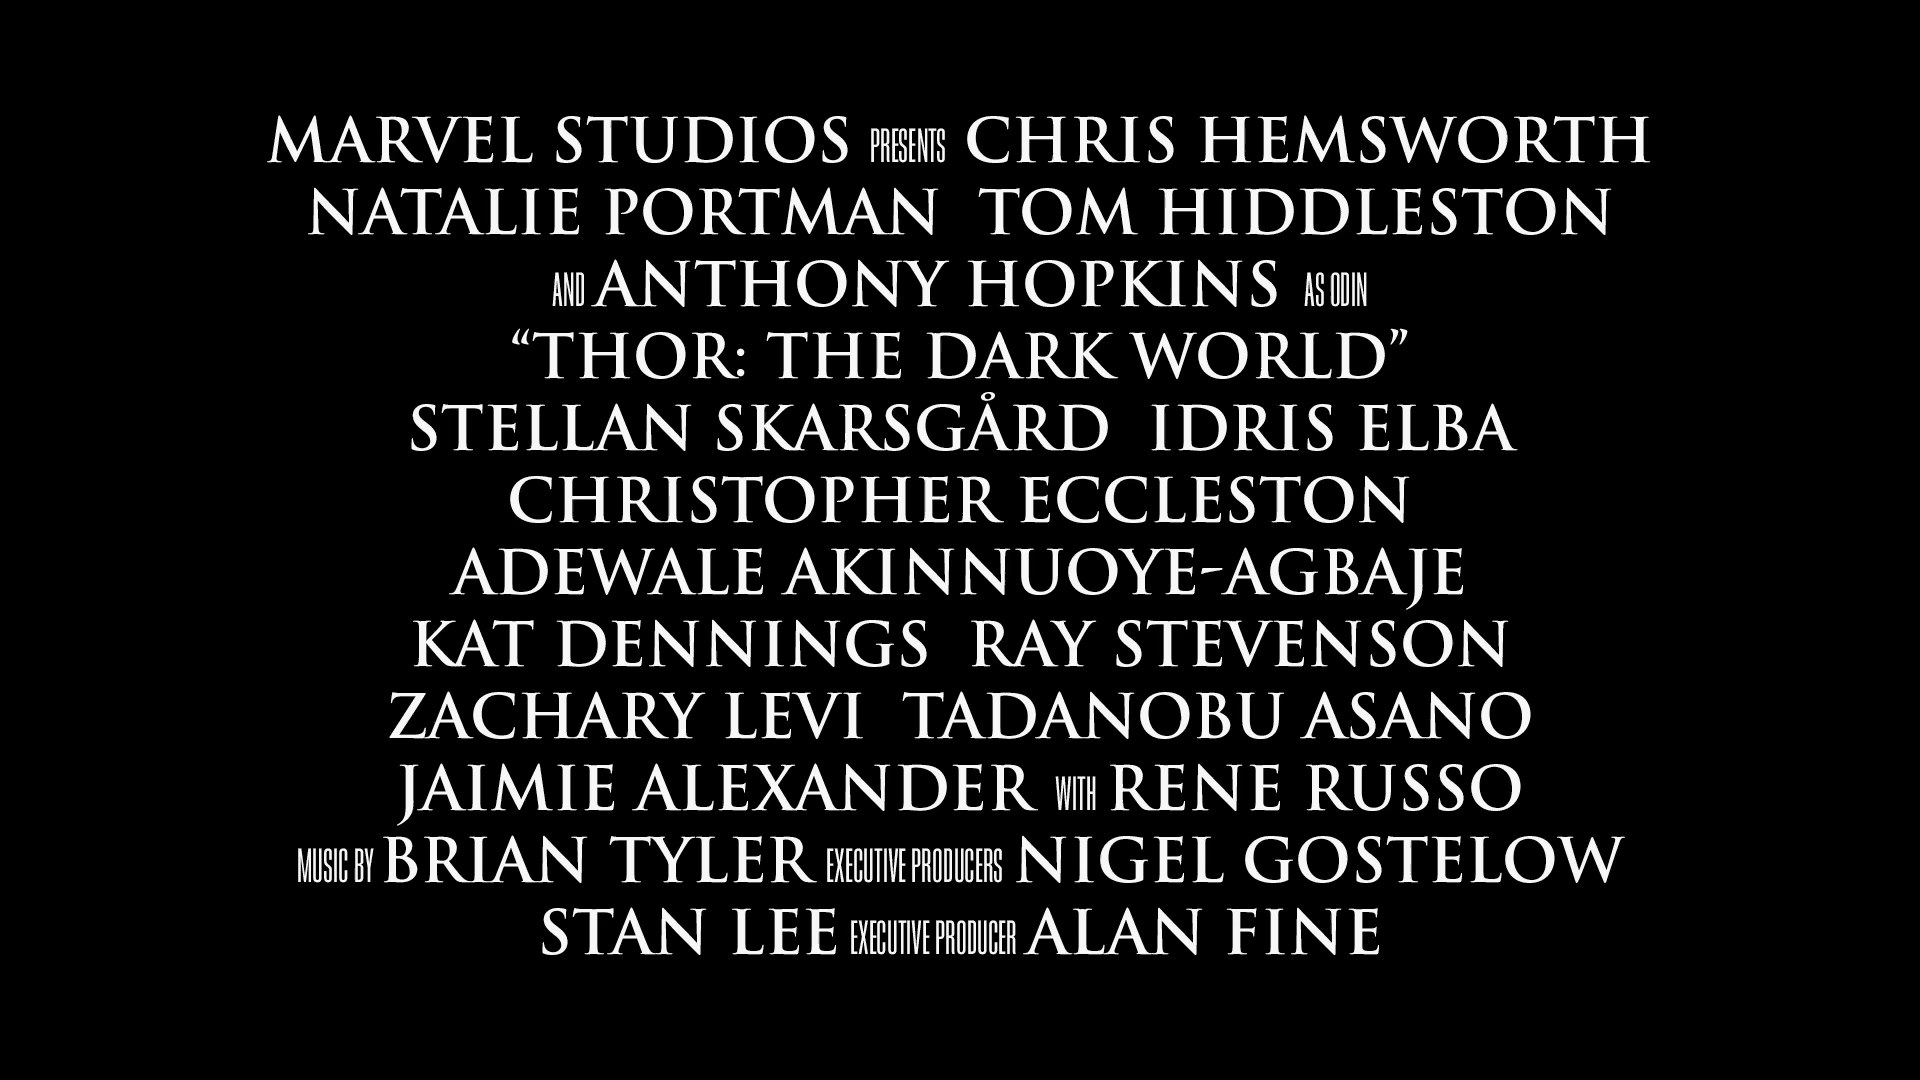 MARVEL STUDIOS PRESENTS CHRIS HEMSWORTH
NATALIE PORTMAN TOM HIDDLESTON
AND ANTHONY HOPKINS AS ODIN
“THOR: THE DARK WORLD”
STELLAN SKARSGÅRD IDRIS ELBA
CHRISTOPHER ECCLESTON
ADEWALE AKINNUOYE-AGBAJE
KAT DENNINGS RAY STEVENSON
ZACHARY LEVI TADANOBU ASANO
JAIMIE ALEXANDER WITH RENE RUSSO
MUSIC BY BRIAN TYLER EXECUTIVE PRODUCERS NIGEL GOSTELOW
STAN LEE EXECUTIVE PRODUCER ALAN FINE